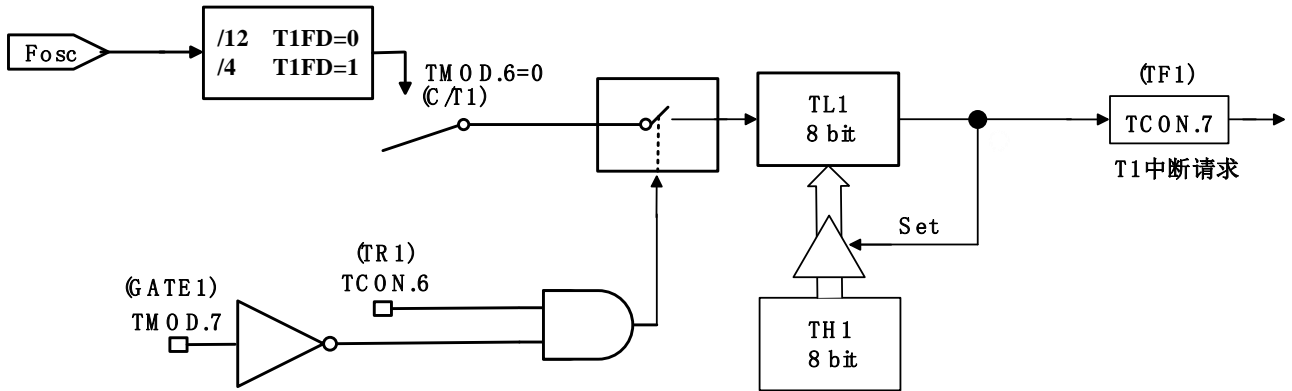 Fosc
/12 T1FD=0
/4 T1FD=1
TMOD.6=0
(C/T1)
TL1
8 bit
(TF1)
TCON.7
T1中断请求
Set
(TR1)
TCON.6
(GATE1)
TMOD.7
TH1
8 bit